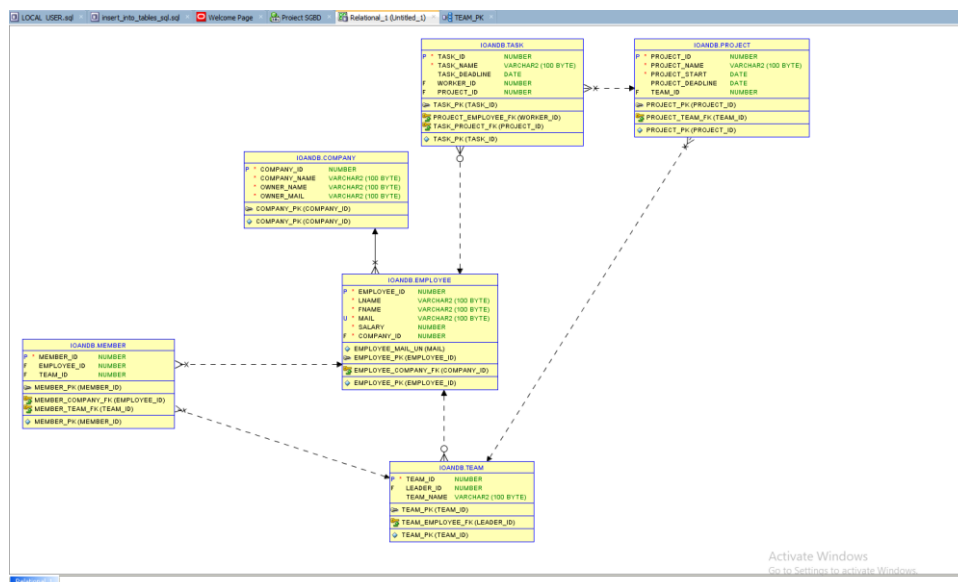 LOCAL USER.sql insert_into_tables_sql.sql Welcome Page Proiect SGBD Relational_1 (Untitled_1) TEAM_PK
IOANDB.TASK
P * TASK_ID NUMBER
* TASK_NAME VARCHAR2 (100 BYTE)
TASK_DEADLINE DATE
F WORKER_ID NUMBER
F PROJECT_ID NUMBER
TASK_PK (TASK_ID)
PROJECT_EMPLOYEE_FK (WORKER_ID)
TASK_PROJECT_FK (PROJECT_ID)
TASK_PK (TASK_ID)
IOANDB.PROJECT
P * PROJECT_ID NUMBER
* PROJECT_NAME VARCHAR2 (100 BYTE)
* PROJECT_START DATE
PROJECT_DEADLINE DATE
F TEAM_ID NUMBER
PROJECT_PK (PROJECT_ID)
PROJECT_TEAM_FK (TEAM_ID)
PROJECT_PK (PROJECT_ID)
IOANDB.COMPANY
P * COMPANY_ID NUMBER
* COMPANY_NAME VARCHAR2 (100 BYTE)
* OWNER_NAME VARCHAR2 (100 BYTE)
* OWNER_MAIL VARCHAR2 (100 BYTE)
COMPANY_PK (COMPANY_ID)
COMPANY_PK (COMPANY_ID)
IOANDB.EMPLOYEE
P * EMPLOYEE_ID NUMBER
* LNAME VARCHAR2 (100 BYTE)
* FNAME VARCHAR2 (100 BYTE)
U * MAIL VARCHAR2 (100 BYTE)
* SALARY NUMBER
F * COMPANY_ID NUMBER
EMPLOYEE_MAIL_UN (MAIL)
EMPLOYEE_PK (EMPLOYEE_ID)
EMPLOYEE_COMPANY_FK (COMPANY_ID)
EMPLOYEE_PK (EMPLOYEE_ID)
IOANDB.MEMBER
P * MEMBER_ID NUMBER
F EMPLOYEE_ID NUMBER
F TEAM_ID NUMBER
MEMBER_PK (MEMBER_ID)
MEMBER_COMPANY_FK (EMPLOYEE_ID)
MEMBER_TEAM_FK (TEAM_ID)
MEMBER_PK (MEMBER_ID)
IOANDB.TEAM
P * TEAM_ID NUMBER
F LEADER_ID NUMBER
TEAM_NAME VARCHAR2 (100 BYTE)
TEAM_PK (TEAM_ID)
TEAM_EMPLOYEE_FK (LEADER_ID)
TEAM_PK (TEAM_ID)
Activate Windows
Go to Settings to activate Windows.